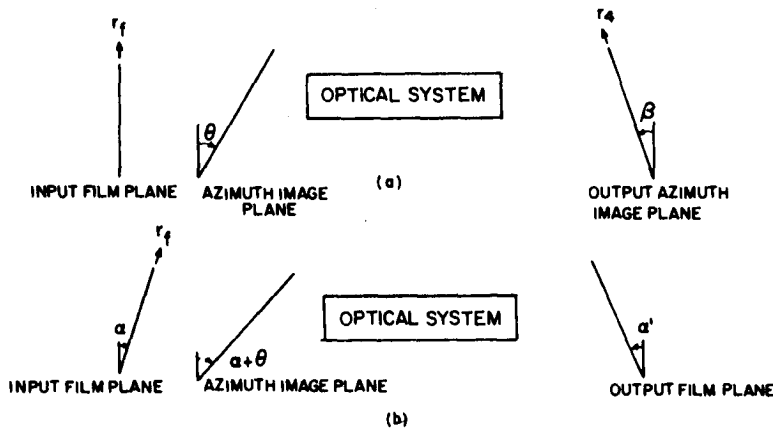 r_f
r_4
OPTICAL SYSTEM
θ
β
INPUT FILM PLANE
AZIMUTH IMAGE
PLANE
(a)
OUTPUT AZIMUTH
IMAGE PLANE
r_f
OPTICAL SYSTEM
α
α+θ
α'
INPUT FILM PLANE
AZIMUTH IMAGE PLANE
OUTPUT FILM PLANE
(b)